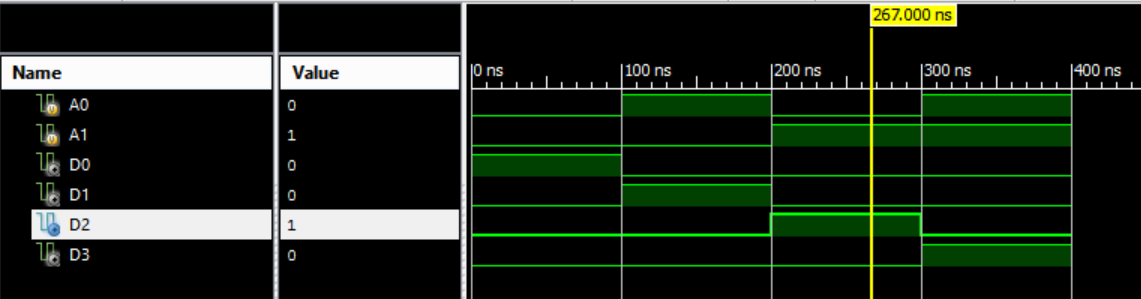 267.000 ns
Name Value 0 ns 100 ns 200 ns 300 ns 400 ns
A0 0
A1 1
D0 0
D1 0
D2 1
D3 0